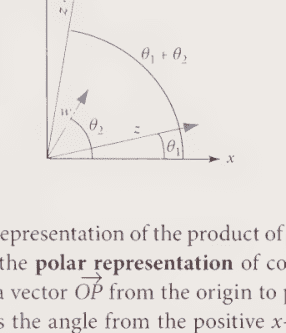 z
θ₁ + θ₂
w
θ₂
z
θ₁
x
epresentation of the product of
the polar representation of co
a vector OP from the origin to p
s the angle from the positive x-